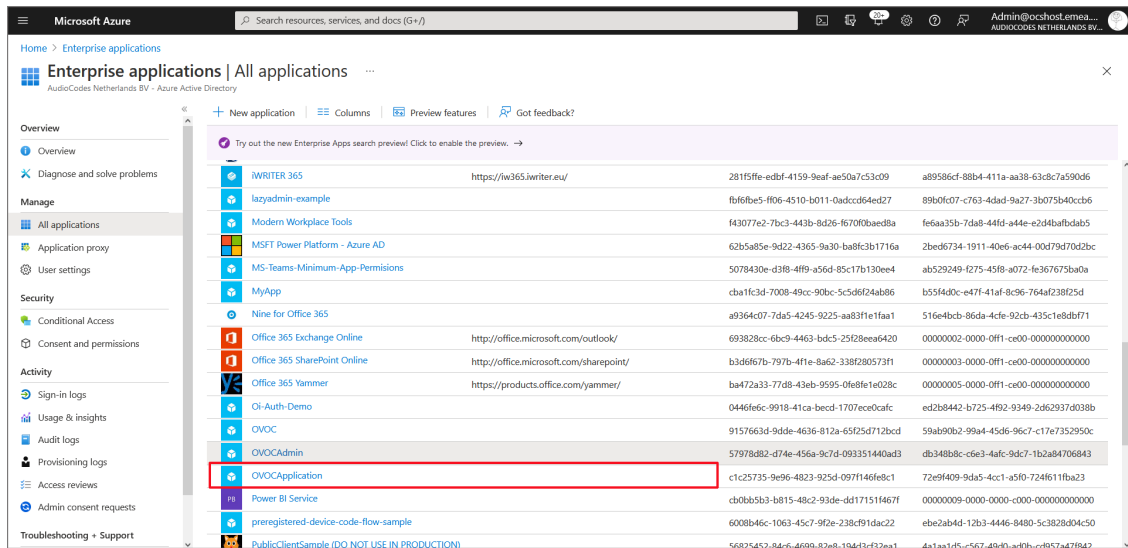 Microsoft Azure
Search resources, services, and docs (G+/)
20+
Admin@ocshost.emea....
AUDIOCODES NETHERLANDS BV...
Home > Enterprise applications
Enterprise applications | All applications ...
AudioCodes Netherlands BV - Azure Active Directory
+ New application
Columns
Preview features
Got feedback?
Try out the new Enterprise Apps search preview! Click to enable the preview. →
Overview
Overview
Diagnose and solve problems
Manage
All applications
Application proxy
User settings
Security
Conditional Access
Consent and permissions
Activity
Sign-in logs
Usage & insights
Audit logs
Provisioning logs
Access reviews
Admin consent requests
Troubleshooting + Support
iWRITER 365 https://iw365.iwriter.eu/ 281f5ffe-edbf-4159-9eaf-ae50a7c53c09 a89586cf-88b4-411a-aa38-63c8c7a590d6
lazyadmin-example fbf6fbe5-ff06-4510-b011-0adccd64ed27 89b0fc07-c763-4dad-9a27-3b075b40ccb6
Modern Workplace Tools f43077e2-7bc3-443b-8d26-f670f0baed8a fe6aa35b-7da8-44fd-a44e-e2d4bafbdab5
MSFT Power Platform - Azure AD 62b5a85e-9d22-4365-9a30-ba8fc3b1716a 2bed6734-1911-40e6-ac44-00d79d70d2bc
MS-Teams-Minimum-App-Permisions 5078430e-d3f8-4ff9-a56d-85c17b130ee4 ab529249-f275-45f8-a072-fe367675ba0a
MyApp cba1fc3d-7008-49cc-90bc-5c5d6f24ab86 b55f4d0c-e47f-41af-8c96-764af238f25d
Nine for Office 365 a9364c07-7da5-4245-9225-aa83f1e1faa1 516e4bcb-86da-4cfe-92cb-435c1e8dbf71
Office 365 Exchange Online http://office.microsoft.com/outlook/ 693828cc-6bc9-4463-bdc5-25f28eea6420 00000002-0000-0ff1-ce00-000000000000
Office 365 SharePoint Online http://office.microsoft.com/sharepoint/ b3d6f67b-797b-4f1e-8a62-338f280573f1 00000003-0000-0ff1-ce00-000000000000
Office 365 Yammer https://products.office.com/yammer/ ba472a33-77d8-43eb-9595-0fe8fe1e028c 00000005-0000-0ff1-ce00-000000000000
Oi-Auth-Demo 0446fe6c-9918-41ca-becd-1707ece0cafc ed2b8442-b725-4f92-9349-2d62937d038b
OVOC 9157663d-9dde-4636-812a-65f25d712bcd 59ab90b2-99a4-45d6-96c7-c17e7352950c
OVOCAdmin 57978d82-d74e-456a-9c7d-093351440ad3 db348b8c-c6e3-4afc-9dc7-1b2a84706843
OVOCApplication c1c25735-9e96-4823-925d-097f146fe8c1 72e9f409-9da5-4cc1-a5f0-724f611fba23
PB Power BI Service cb0bb5b3-b815-48c2-93de-dd17151f467f 00000009-0000-0000-c000-000000000000
preregistered-device-code-flow-sample 6008b46c-1063-45c7-9f2e-238cf91dac22 ebe2ab4d-12b3-4446-8480-5c3828d04c50
PublicClientSample (DO NOT USE IN PRODUCTION) 56825452-84c6-4699-82e8-194d3cf32ea1 4a1aa1d5-c567-49d0-ad0b-cd957a47f842